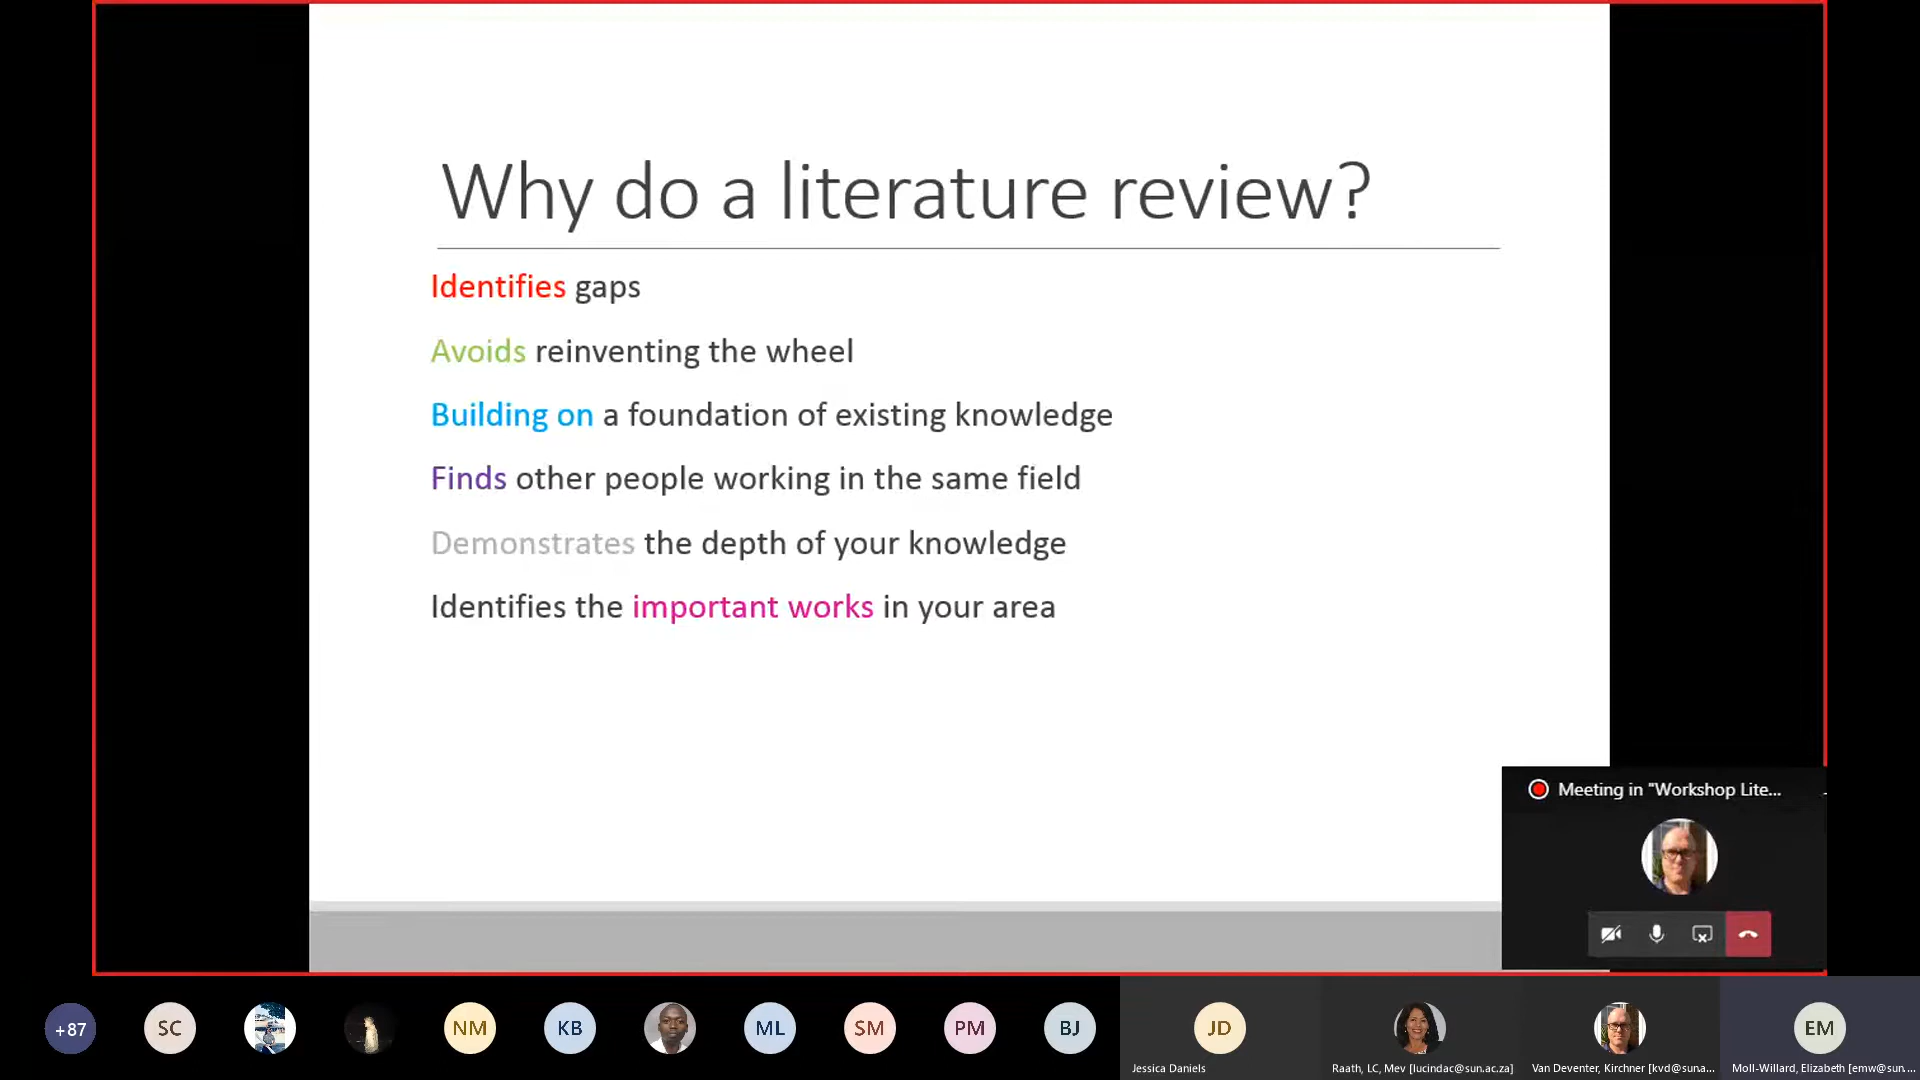 Why do a literature review?
Identifies gaps
Avoids reinventing the wheel
Building on a foundation of existing knowledge
Finds other people working in the same field
Demonstrates the depth of your knowledge
Identifies the important works in your area
Meeting in "Workshop Lite...
+87
SC
NM
KB
ML
SM
PM
BJ
JD
EM
Jessica Daniels
Raath, LC, Mev [lucindac@sun.ac.za]
Van Deventer, Kirchner [kvd@suna...
Moll-Willard, Elizabeth [emw@sun....